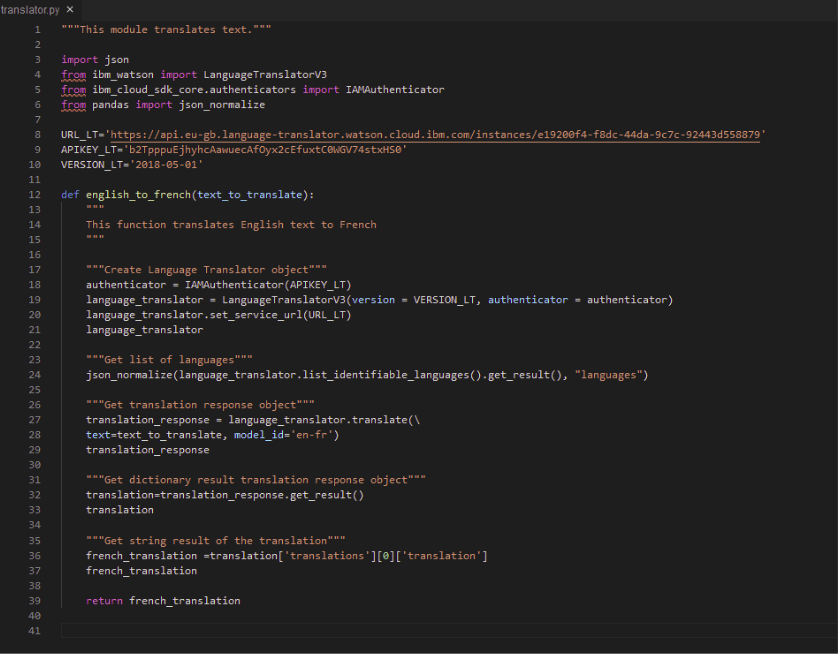 translator.py ×
1 """This module translates text."""
2
3 import json
4 from ibm_watson import LanguageTranslatorV3
5 from ibm_cloud_sdk_core.authenticators import IAMAuthenticator
6 from pandas import json_normalize
7
8 URL_LT='https://api.eu-gb.language-translator.watson.cloud.ibm.com/instances/e19200f4-f8dc-44da-9c7c-92443d558879'
9 APIKEY_LT='b2TpppuEjhyhcAawuecAfOyx2cEfuxtC0WGV74stxHS0'
10 VERSION_LT='2018-05-01'
11
12 def english_to_french(text_to_translate):
13     """
14     This function translates English text to French
15     """
16
17     """Create Language Translator object"""
18     authenticator = IAMAuthenticator(APIKEY_LT)
19     language_translator = LanguageTranslatorV3(version = VERSION_LT, authenticator = authenticator)
20     language_translator.set_service_url(URL_LT)
21     language_translator
22
23     """Get list of languages"""
24     json_normalize(language_translator.list_identifiable_languages().get_result(), "languages")
25
26     """Get translation response object"""
27     translation_response = language_translator.translate(\
28     text=text_to_translate, model_id='en-fr')
29     translation_response
30
31     """Get dictionary result translation response object"""
32     translation=translation_response.get_result()
33     translation
34
35     """Get string result of the translation"""
36     french_translation =translation['translations'][0]['translation']
37     french_translation
38
39     return french_translation
40
41